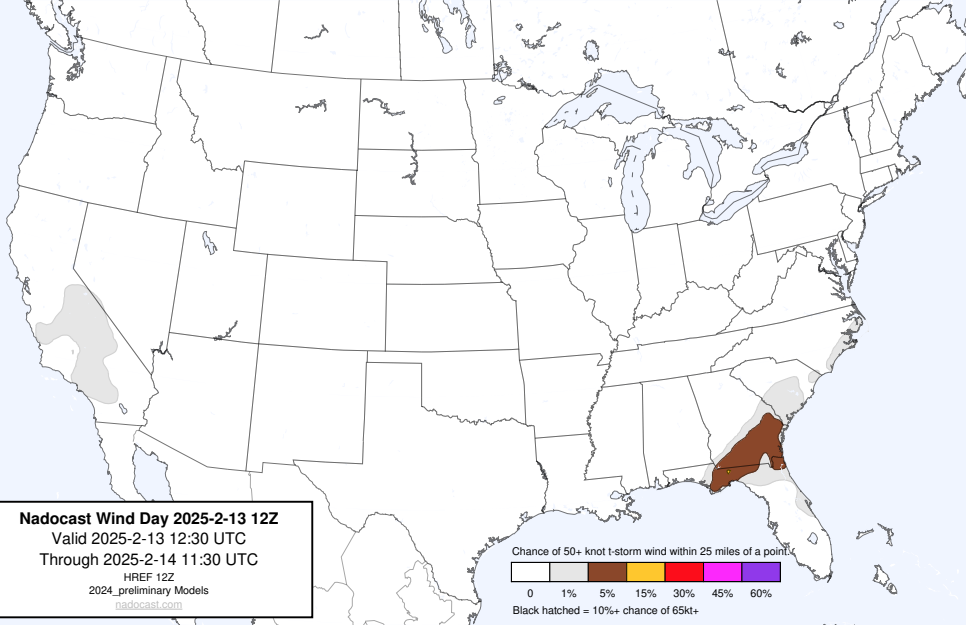 Nadocast Wind Day 2025-2-13 12Z
Valid 2025-2-13 12:30 UTC
Through 2025-2-14 11:30 UTC
HREF 12Z
2024_preliminary Models
nadocast.com
Chance of 50+ knot t-storm wind within 25 miles of a point.
0 1% 5% 15% 30% 45% 60%
Black hatched = 10%+ chance of 65kt+